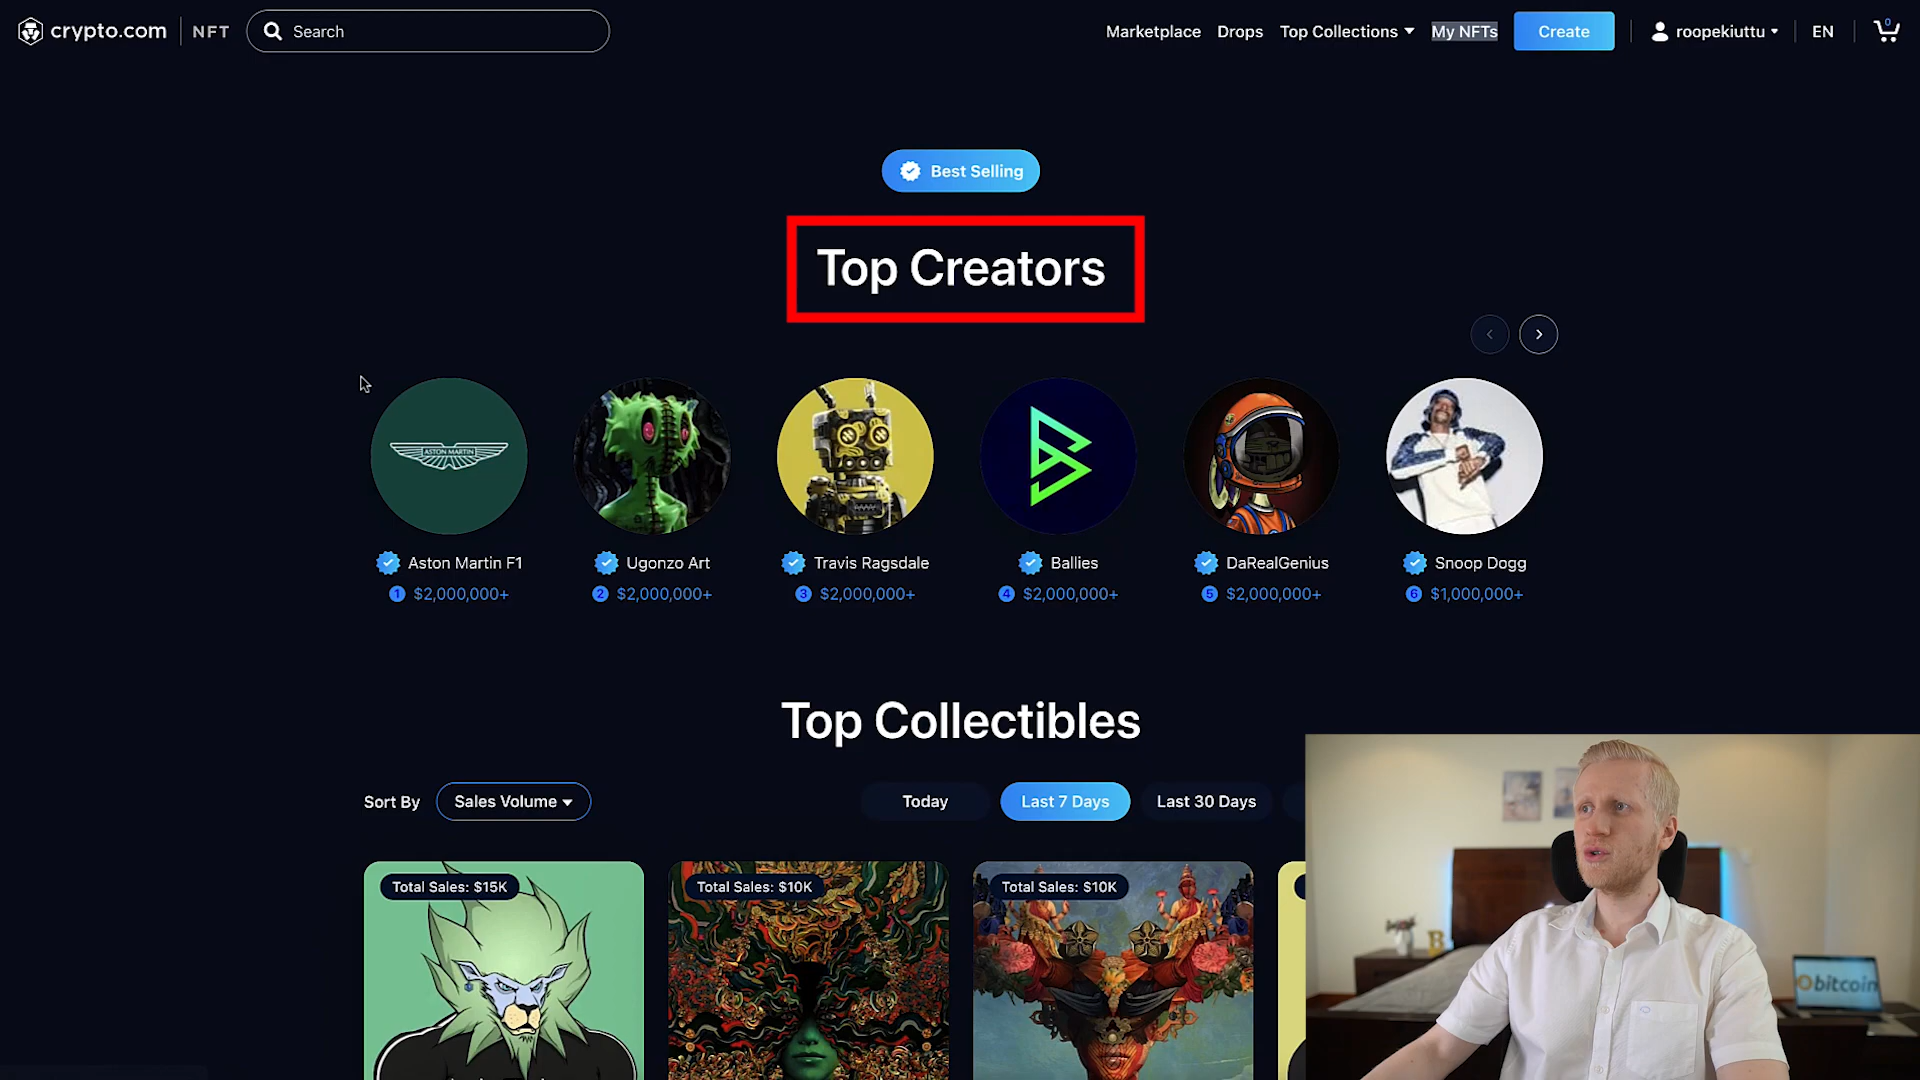 crypto.com NFT Search Marketplace Drops Top Collections My NFTs Create roopekiuttu EN 0
Best Selling
Top Creators
ASTON MARTIN
Aston Martin F1 Ugonzo Art Travis Ragsdale Ballies DaRealGenius Snoop Dogg
1 $2,000,000+ 2 $2,000,000+ 3 $2,000,000+ 4 $2,000,000+ 5 $2,000,000+ 6 $1,000,000+
Top Collectibles
Sort By Sales Volume Today Last 7 Days Last 30 Days
Total Sales: $15K Total Sales: $10K Total Sales: $10K
B
bitcoin